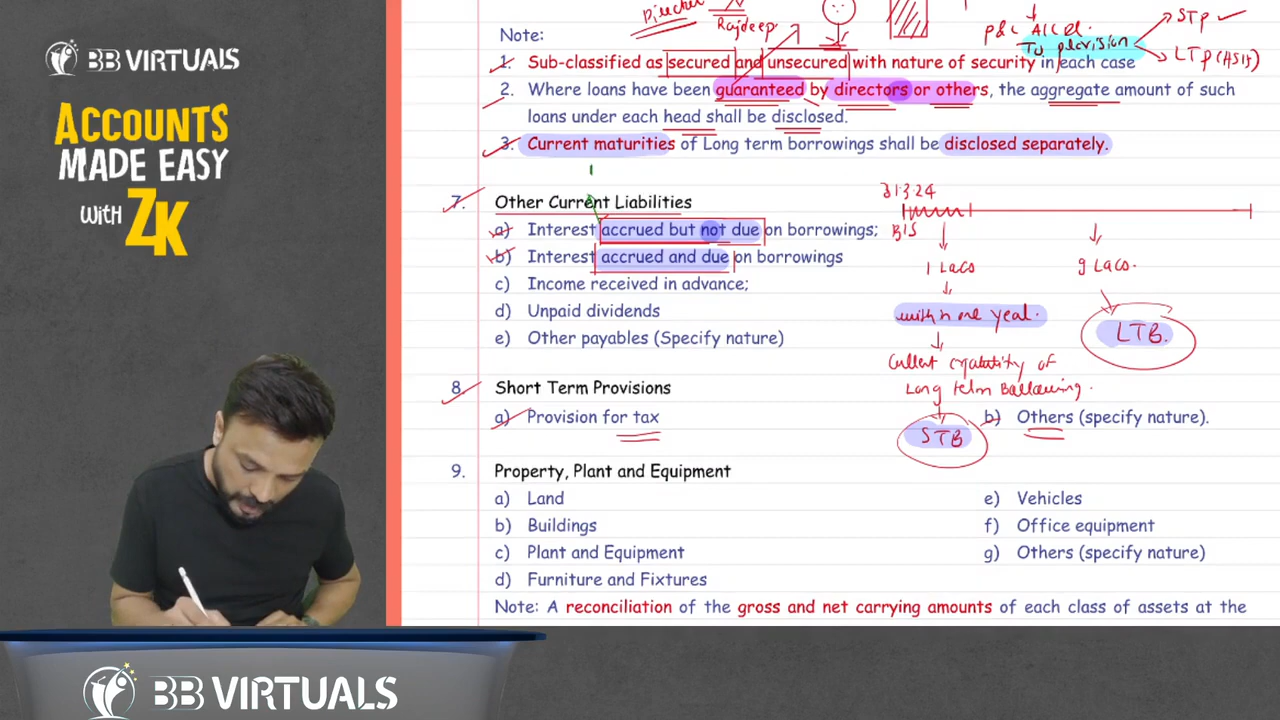 BB VIRTUALS
ACCOUNTS
MADE EASY
WITH ZK
Director
Rajdeep
P&L A/c Dr.
To provision
STP
LTP
Note:
1. Sub-classified as secured and unsecured with nature of security in each case
2. Where loans have been guaranteed by directors or others, the aggregate amount of such
loans under each head shall be disclosed.
3. Current maturities of Long term borrowings shall be disclosed separately.
7. Other Current Liabilities
a) Interest accrued but not due on borrowings;
b) Interest accrued and due on borrowings
c) Income received in advance;
d) Unpaid dividends
e) Other payables (Specify nature)
31.3.24
B/S
1 Lacs
9 Lacs.
within one year.
LTB.
Current maturity of
Long term Borrowing.
STB
8. Short Term Provisions
a) Provision for tax
b) Others (specify nature).
9. Property, Plant and Equipment
a) Land
e) Vehicles
b) Buildings
f) Office equipment
c) Plant and Equipment
g) Others (specify nature)
d) Furniture and Fixtures
Note: A reconciliation of the gross and net carrying amounts of each class of assets at the
BB VIRTUALS